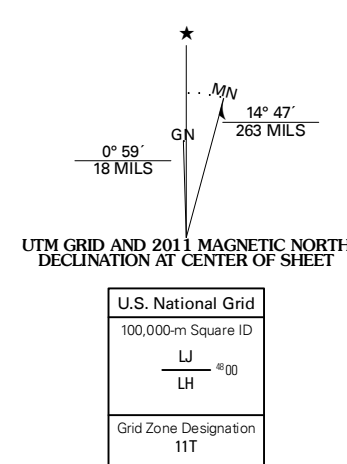 ★
MN
GN
14° 47´
263 MILS
0° 59´
18 MILS
UTM GRID AND 2011 MAGNETIC NORTH
DECLINATION AT CENTER OF SHEET
U.S. National Grid
100,000-m Square ID
LJ
4800
LH
Grid Zone Designation
11T